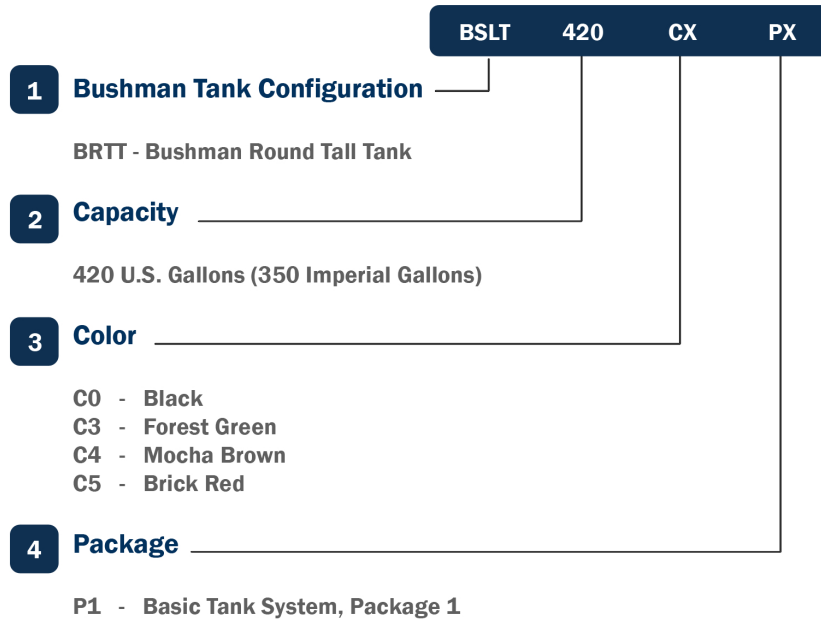 BSLT 420 CX PX
1 Bushman Tank Configuration
BRTT - Bushman Round Tall Tank
2 Capacity
420 U.S. Gallons (350 Imperial Gallons)
3 Color
C0 - Black
C3 - Forest Green
C4 - Mocha Brown
C5 - Brick Red
4 Package
P1 - Basic Tank System, Package 1